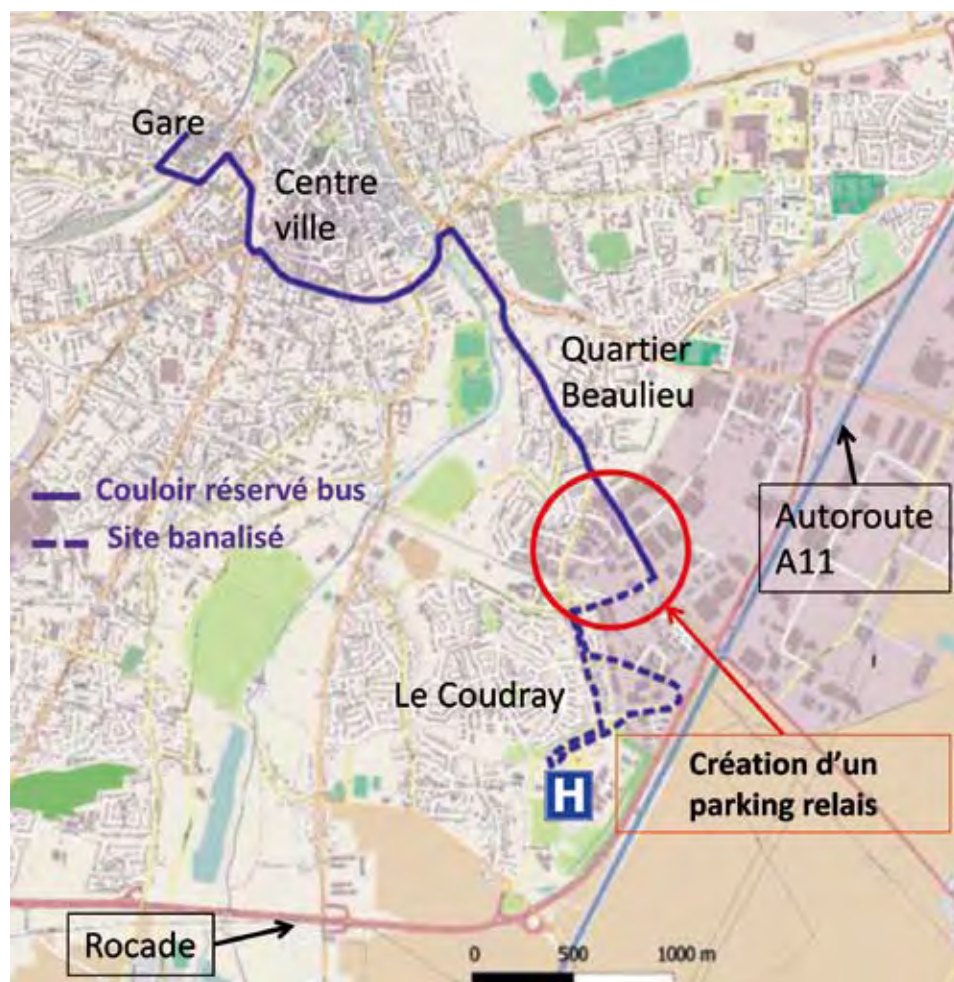 Gare
Centre
ville
Quartier
Beaulieu
Couloir réservé bus
Site banalisé
Autoroute
A11
Le Coudray
Création d'un
parking relais
H
Rocade
0 500 1000 m